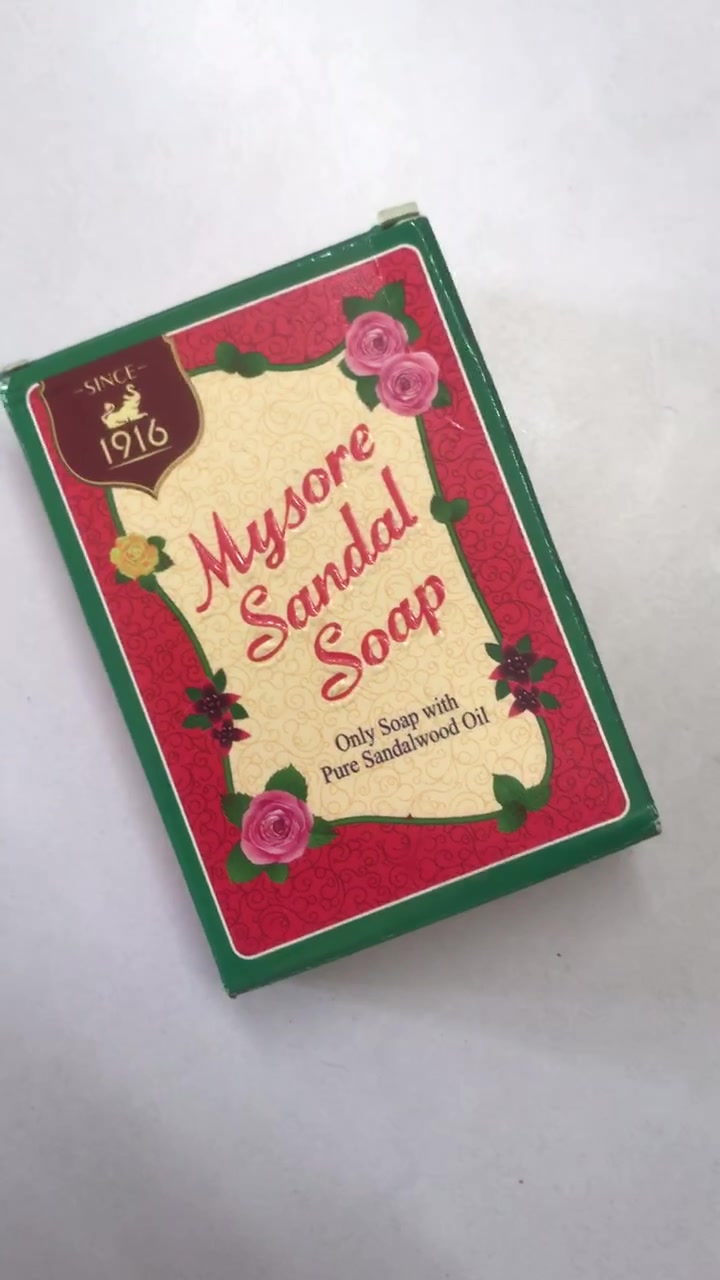 -SINCE-
1916
Mysore
Sandal
Soap
Only Soap with
Pure Sandalwood Oil